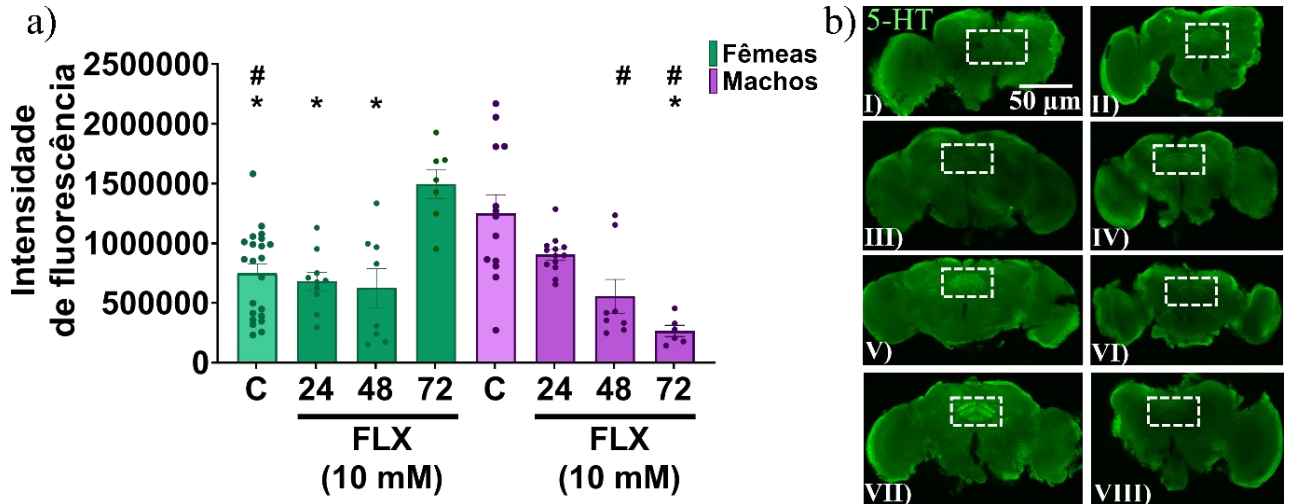 a)
Intensidade
de fluorescência
2500000
2000000
1500000
1000000
500000
0
# # #
* * * *
Fêmeas
Machos
C 24 48 72 C 24 48 72
FLX FLX
(10 mM) (10 mM)
b)
5-HT
I) 50 µm II)
III) IV)
V) VI)
VII) VIII)